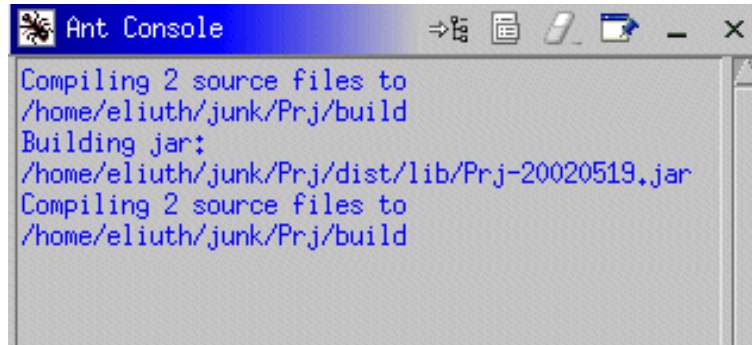 Ant Console
Compiling 2 source files to
/home/eliuth/junk/Prj/build
Building jar:
/home/eliuth/junk/Prj/dist/lib/Prj-20020519.jar
Compiling 2 source files to
/home/eliuth/junk/Prj/build